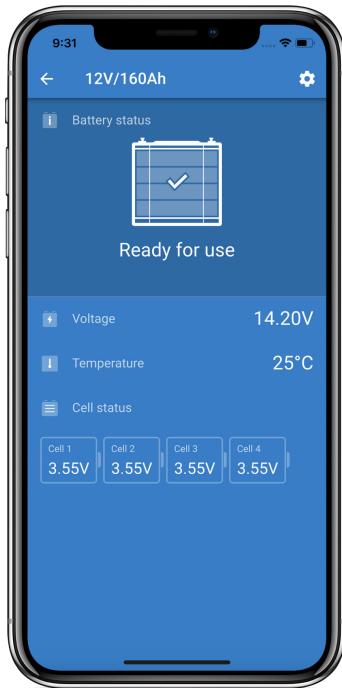 9:31
12V/160Ah
Battery status
Ready for use
Voltage 14.20V
Temperature 25°C
Cell status
Cell 1 Cell 2 Cell 3 Cell 4
3.55V 3.55V 3.55V 3.55V